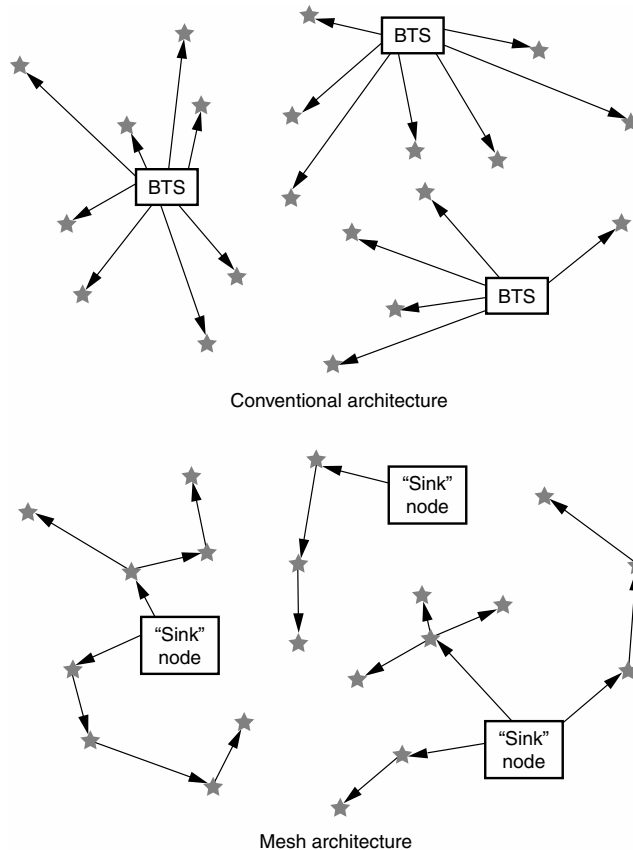 BTS
BTS
BTS
Conventional architecture
“Sink”
node
“Sink”
node
“Sink”
node
Mesh architecture